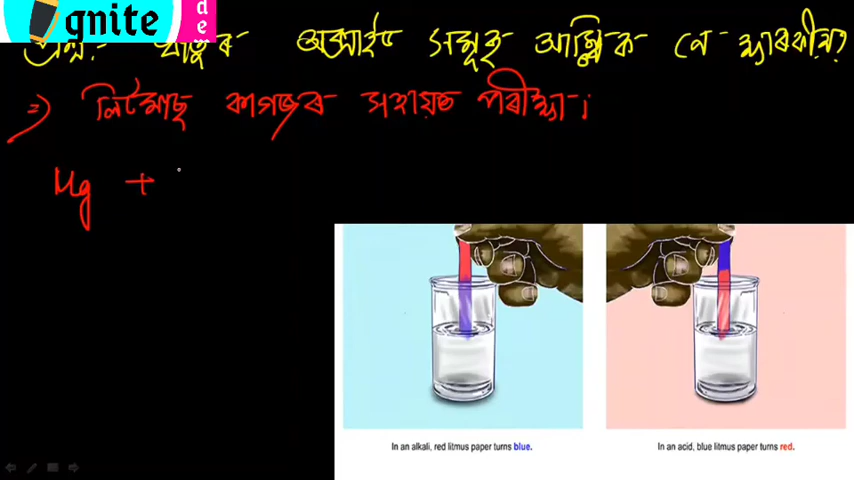 gnite
de
প্ৰশ্ন:- ধাতুৰ অক্সাইড সমূহ আম্লিক নে ক্ষাৰকীয়?
=> লিটমাছ কাগজৰ সহায়ত পৰীক্ষা।
Mg +
In an alkali, red litmus paper turns blue.
In an acid, blue litmus paper turns red.